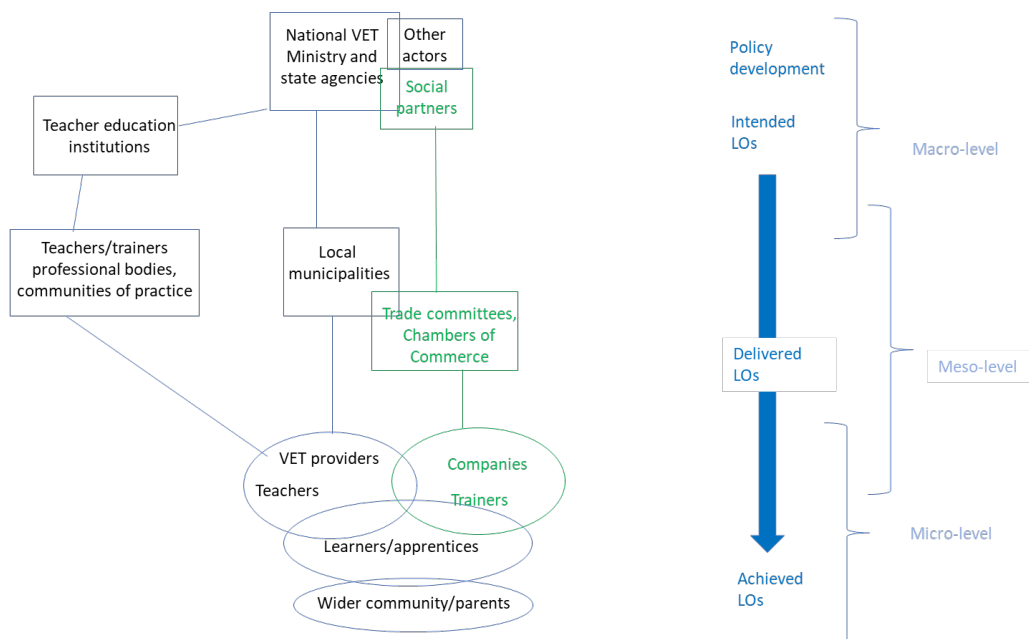 National VET
Ministry and
state agencies
Other
actors
Social
partners
Teacher education
institutions
Teachers/trainers
professional bodies,
communities of practice
Local
municipalities
Trade committees,
Chambers of
Commerce
VET providers
Teachers
Companies
Trainers
Learners/apprentices
Wider community/parents
Policy
development
Intended
LOs
Delivered
LOs
Achieved
LOs
Macro-level
Meso-level
Micro-level